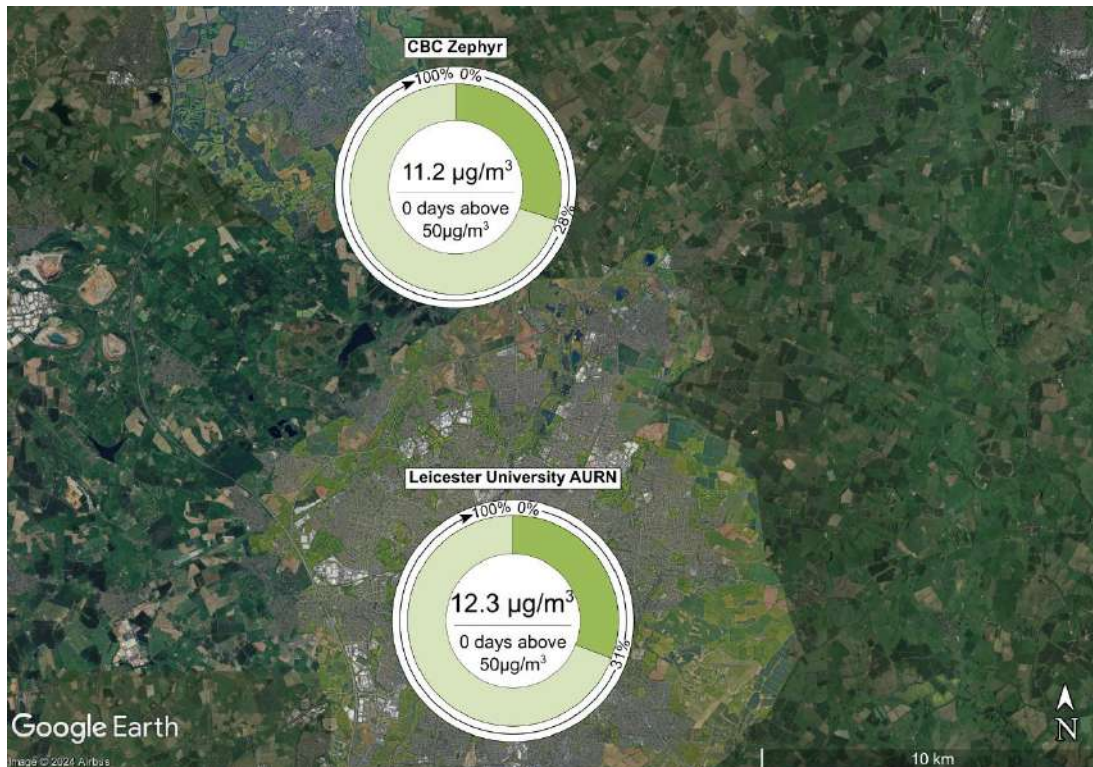 CBC Zephyr
100% 0%
11.2 µg/m³
0 days above
50µg/m³
28%
Leicester University AURN
100% 0%
12.3 µg/m³
0 days above
50µg/m³
31%
Google Earth
Image © 2024 Airbus
N
10 km